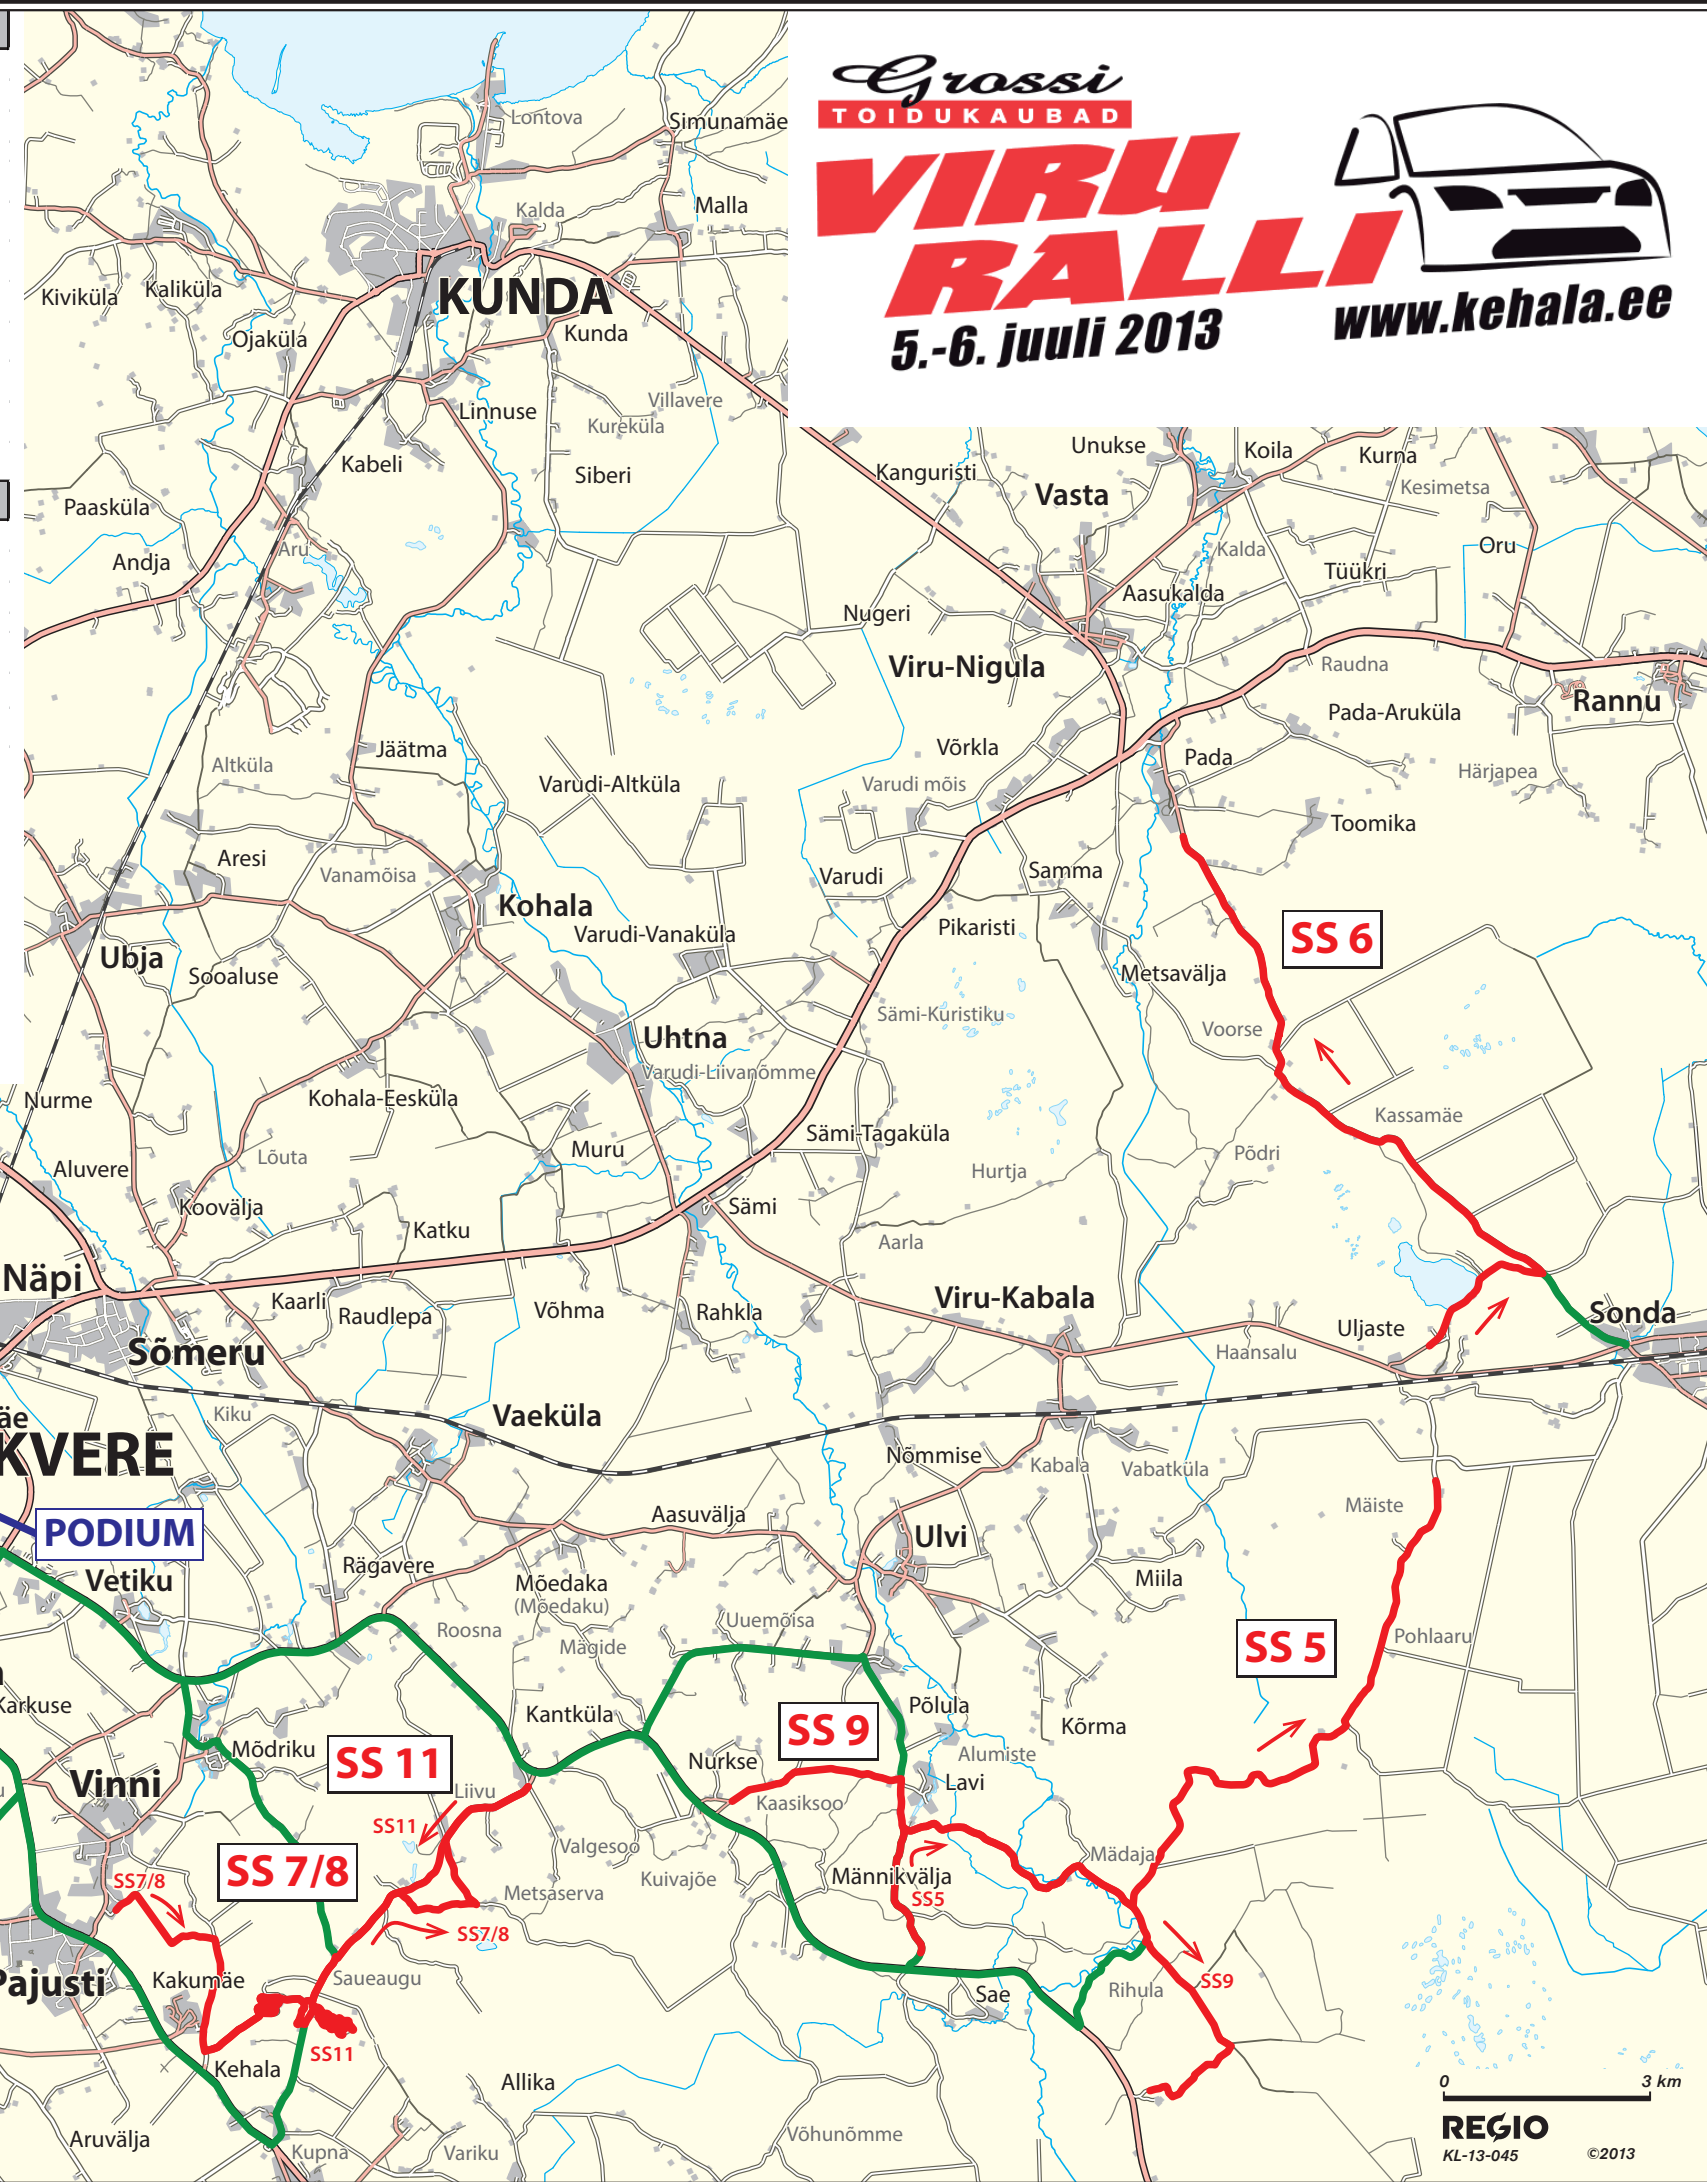 Grossi
TOIDUKAUBAD
VIRU
RALLI
5.-6. juuli 2013
www.kehala.ee
Lontova
Simunamäe
Kalda
Malla
Kiviküla
Kaliküla
KUNDA
Ojaküla
Kunda
Linnuse
Villavere
Kureküla
Kabeli
Siberi
Kanguristi
Unukse
Koila
Kurna
Vasta
Kesimetsa
Paasküla
Aru
Andja
Kalda
Oru
Tüükri
Aasukalda
Nugeri
Viru-Nigula
Raudna
Rannu
Pada-Aruküla
Jäätma
Võrkla
Pada
Altküla
Varudi-Altküla
Varudi mõis
Härjapea
Toomika
Aresi
Vanamõisa
Varudi
Samma
Kohala
Pikaristi
Varudi-Vanaküla
SS 6
Ubja
Sooaluse
Metsavälja
Sämi-Kuristiku
Voorse
Uhtna
Varudi-Liivanõmme
Nurme
Kohala-Eesküla
Kassamäe
Sämi-Tagaküla
Muru
Põdri
Aluvere
Lõuta
Hurtja
Koovälja
Sämi
Katku
Aarla
Näpi
Kaarli
Raudlepa
Võhma
Rahkla
Viru-Kabala
Sonda
Uljaste
Haansalu
Sõmeru
Kiku
Vaeküla
äe
KVERE
Nõmmise
Kabala
Vabatküla
Mäiste
Aasuvälja
PODIUM
Ulvi
Rägavere
Vetiku
Mõedaka
(Mõedaku)
Miila
Uuemõisa
Roosna
Mägide
SS 5
Pohlaaru
Karkuse
Kantküla
SS 9
Põlula
Kõrma
Mõdriku
SS 11
Nurkse
Alumiste
Vinni
Liivu
Lavi
Kaasiksoo
SS11
Valgesoo
Mädaja
SS 7/8
Kuivajõe
Männikvälja
SS7/8
Metsaserva
SS5
SS7/8
Pajusti
Kakumäe
Saueaugu
SS9
Sae
Rihula
SS11
Kehala
Allika
0
3 km
REGIO
KL-13-045
©2013
Aruvälja
Kupna
Variku
Võhunõmme